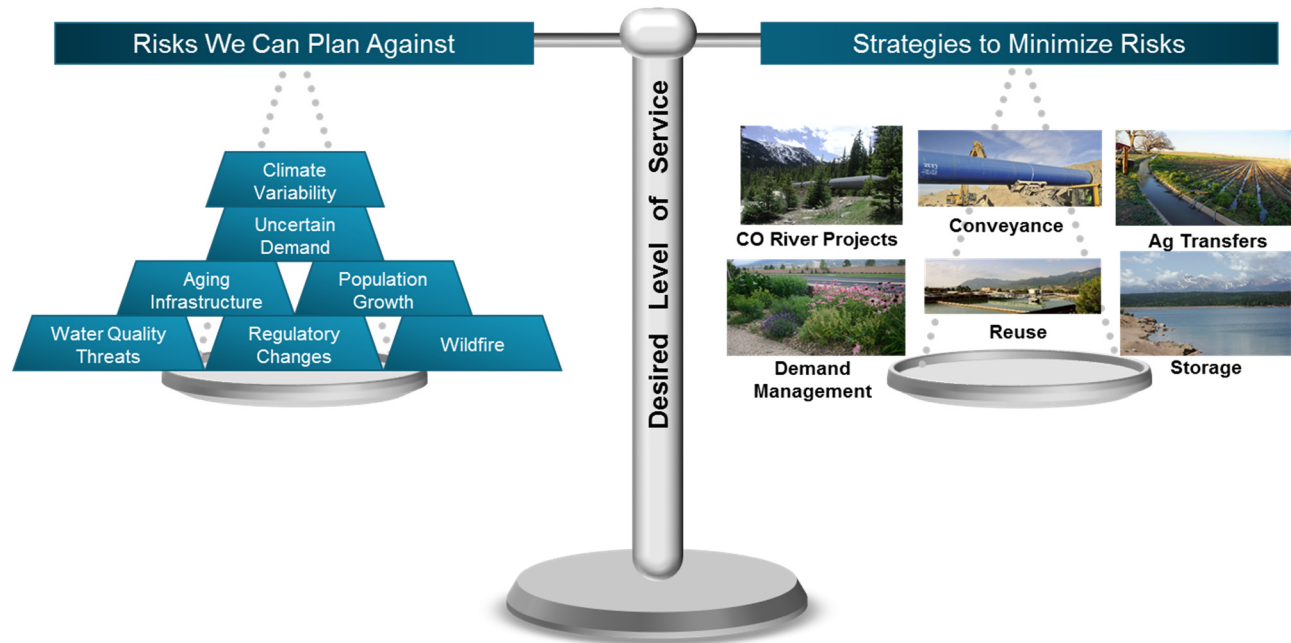 Risks We Can Plan Against
Strategies to Minimize Risks
Desired Level of Service
Climate
Variability
Uncertain
Demand
Aging
Infrastructure
Population
Growth
Water Quality
Threats
Regulatory
Changes
Wildfire
CO River Projects
Conveyance
Ag Transfers
Demand
Management
Reuse
Storage